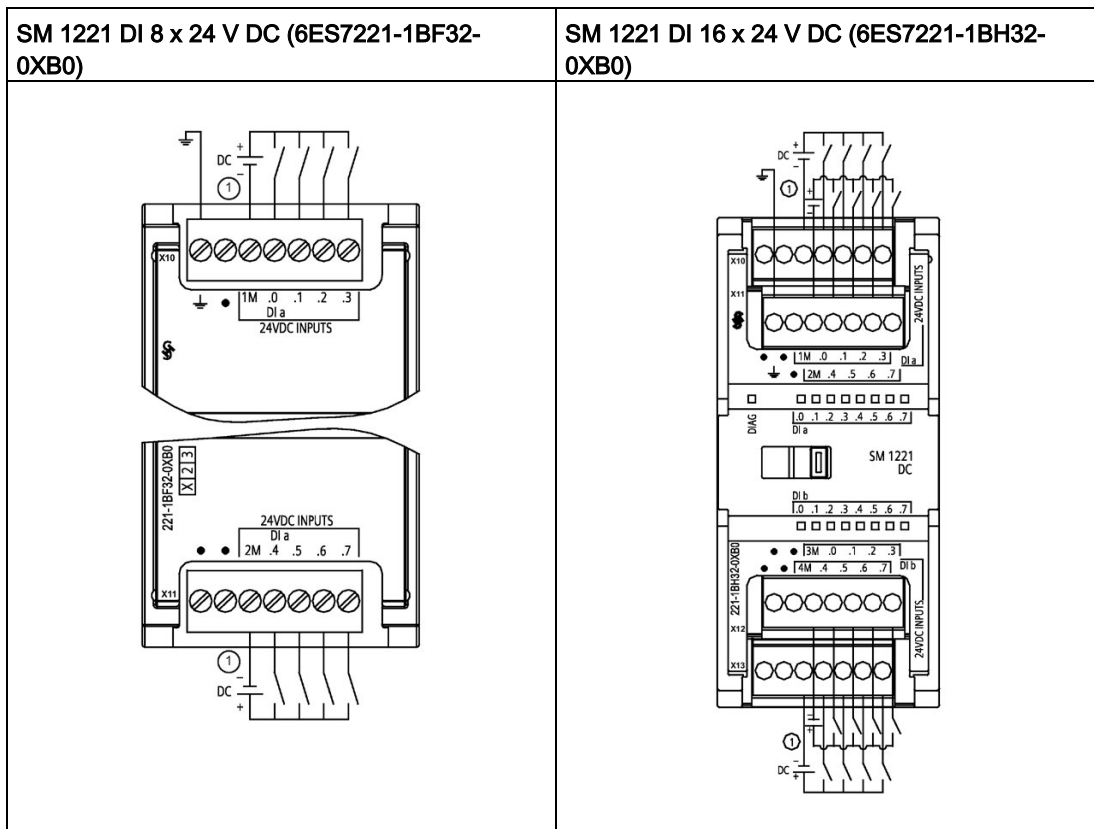 SM 1221 DI 8 x 24 V DC (6ES7221-1BF32-
0XB0)
DC
+
−
1
X10
1M .0 .1 .2 .3
DI a
24VDC INPUTS
221-1BF32-0XB0
X 2 3
24VDC INPUTS
DI a
2M .4 .5 .6 .7
X11
1
−
DC
+
SM 1221 DI 16 x 24 V DC (6ES7221-1BH32-
0XB0)
+
DC
−
1
+
−
X10
X11
24VDC INPUTS
1M .0 .1 .2 .3 DI a
2M .4 .5 .6 .7
DIAG
.0 .1 .2 .3 .4 .5 .6 .7
DI a
SM 1221
DC
DI b
.0 .1 .2 .3 .4 .5 .6 .7
3M .0 .1 .2 .3
4M .4 .5 .6 .7 DI b
221-1BH32-0XB0
24VDC INPUTS
X12
X13
−
+
1
−
DC
+